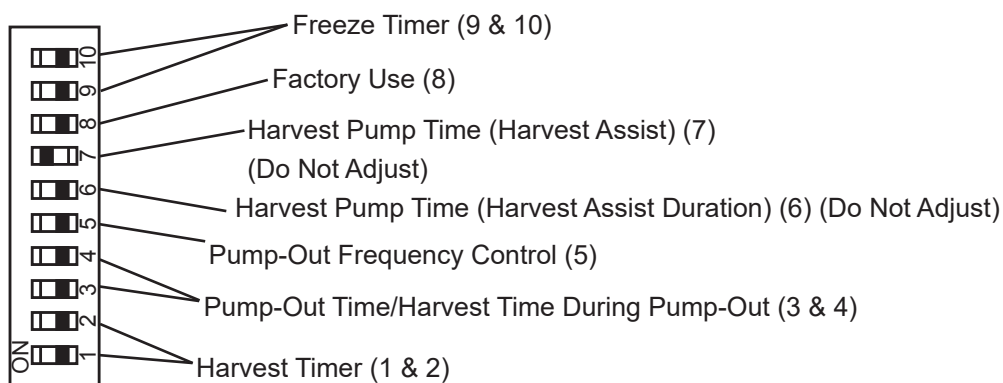 10
Freeze Timer (9 & 10)
9
8
Factory Use (8)
7
Harvest Pump Time (Harvest Assist) (7)
(Do Not Adjust)
6
Harvest Pump Time (Harvest Assist Duration) (6) (Do Not Adjust)
5
Pump-Out Frequency Control (5)
4
3
Pump-Out Time/Harvest Time During Pump-Out (3 & 4)
2
1
ON
Harvest Timer (1 & 2)